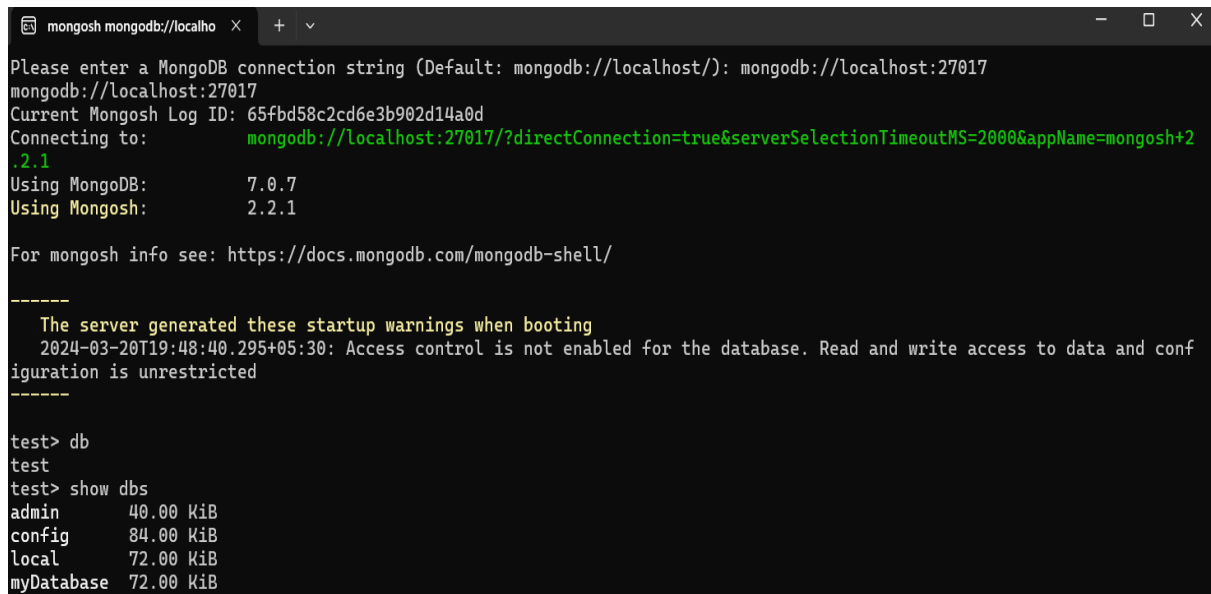 mongosh mongodb://localho
Please enter a MongoDB connection string (Default: mongodb://localhost/): mongodb://localhost:27017
mongodb://localhost:27017
Current Mongosh Log ID: 65fbd58c2cd6e3b902d14a0d
Connecting to:          mongodb://localhost:27017/?directConnection=true&serverSelectionTimeoutMS=2000&appName=mongosh+2
.2.1
Using MongoDB:          7.0.7
Using Mongosh:          2.2.1
For mongosh info see: https://docs.mongodb.com/mongodb-shell/
------
   The server generated these startup warnings when booting
   2024-03-20T19:48:40.295+05:30: Access control is not enabled for the database. Read and write access to data and conf
iguration is unrestricted
------
test> db
test
test> show dbs
admin       40.00 KiB
config      84.00 KiB
local       72.00 KiB
myDatabase  72.00 KiB